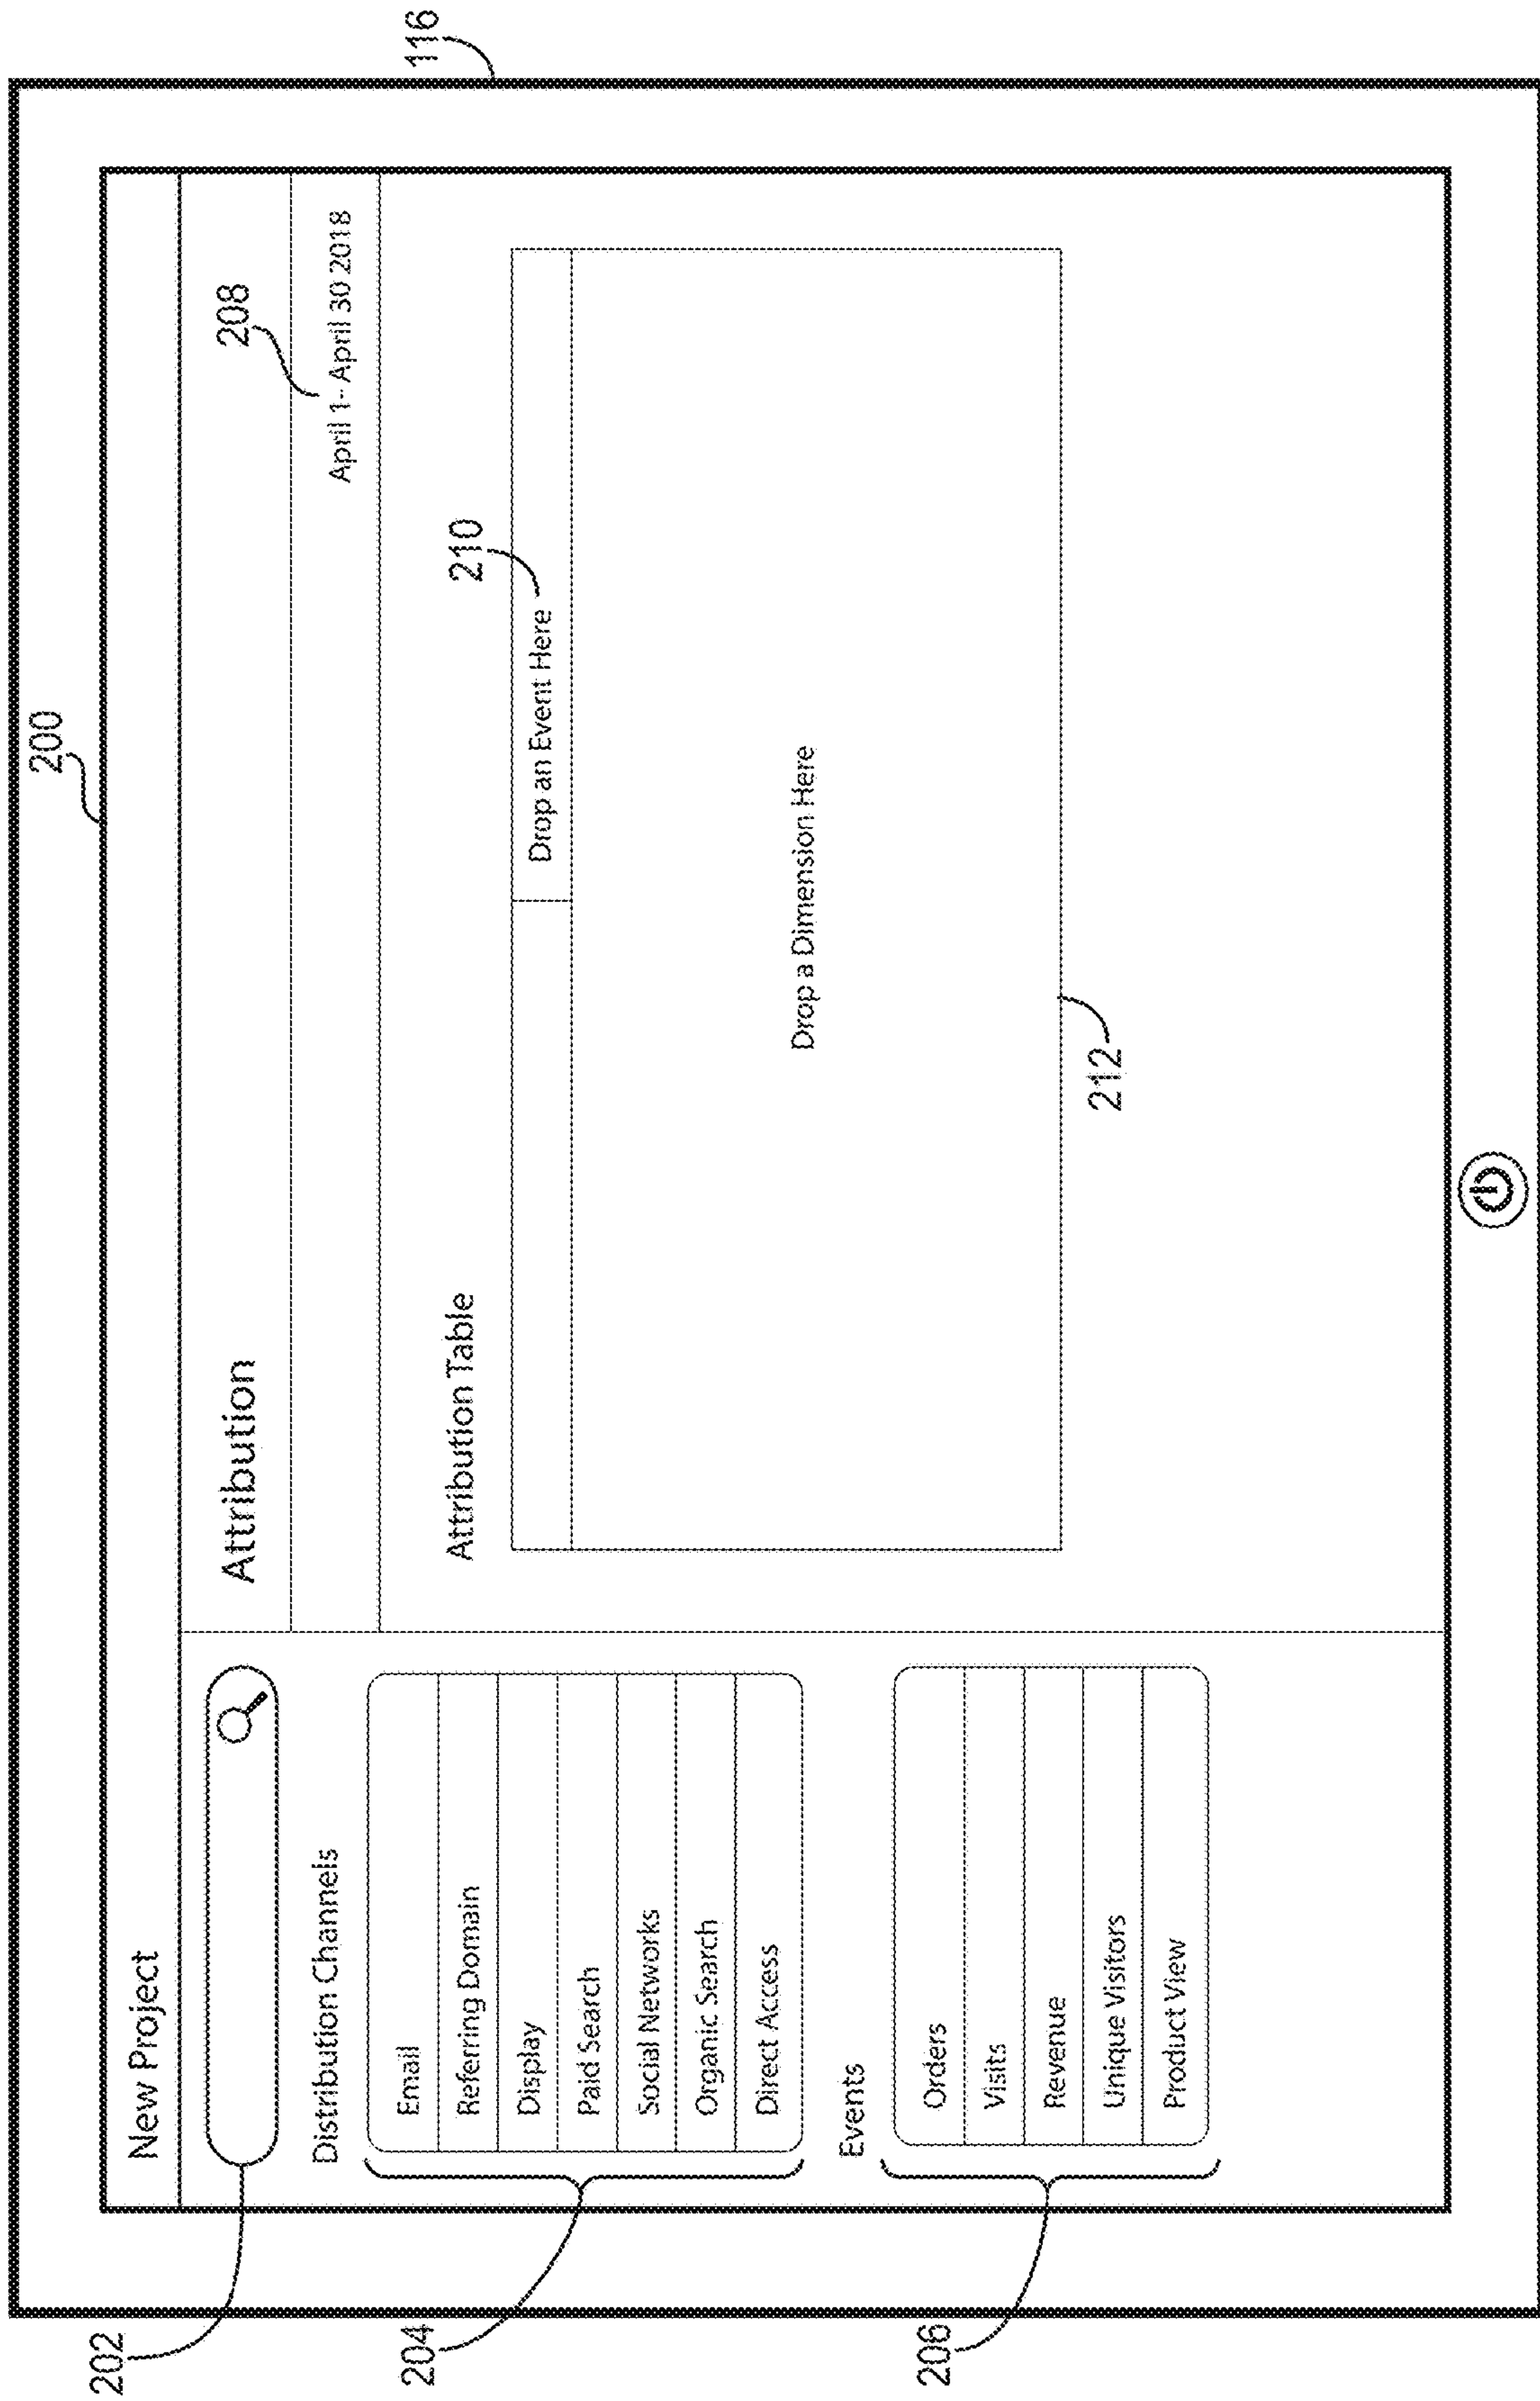 116
200
New Project
202
Attribution
208
April 1- April 30 2018
Distribution Channels
204
Email
Referring Domain
Display
Paid Search
Social Networks
Organic Search
Direct Access
Events
206
Orders
Visits
Revenue
Unique Visitors
Product View
Attribution Table
210
Drop an Event Here
Drop a Dimension Here
212